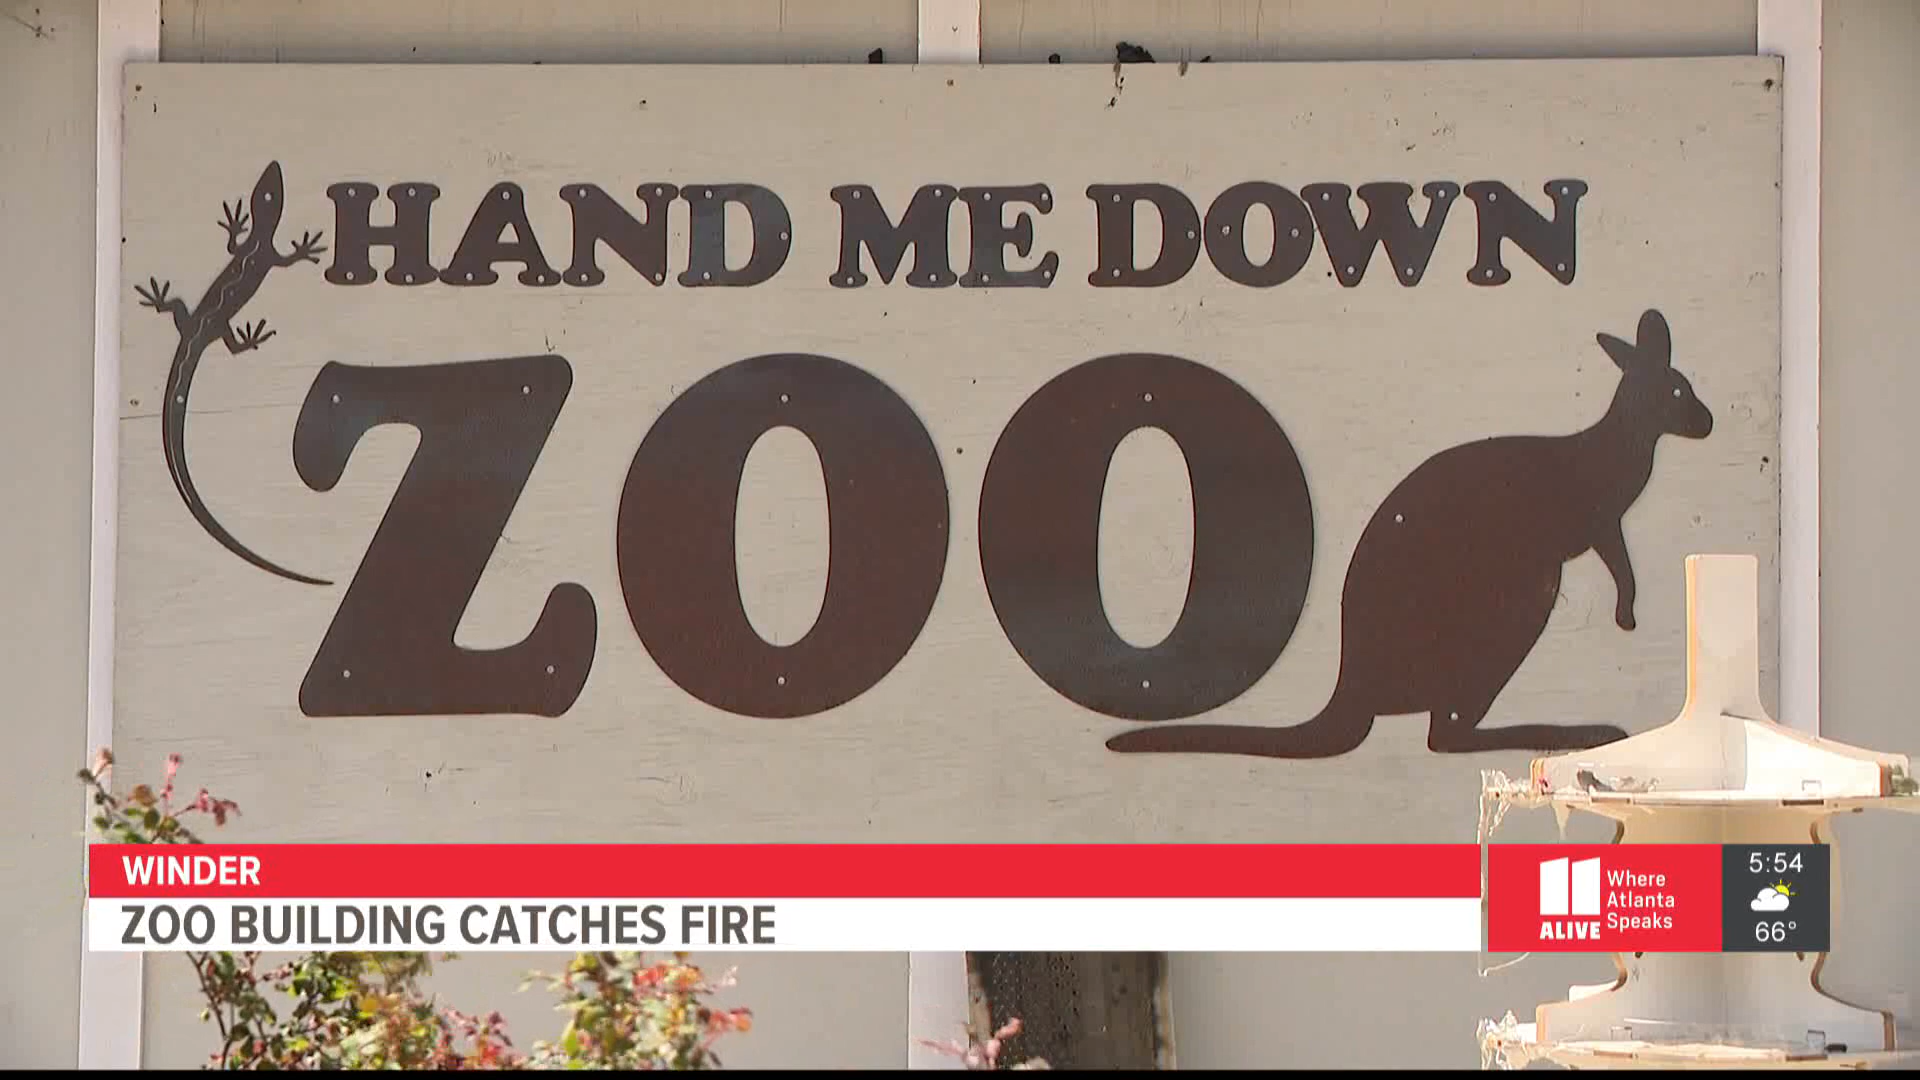 HAND ME DOWN
ZOO
WINDER
ZOO BUILDING CATCHES FIRE
11
ALIVE
Where
Atlanta
Speaks
5:54
66°